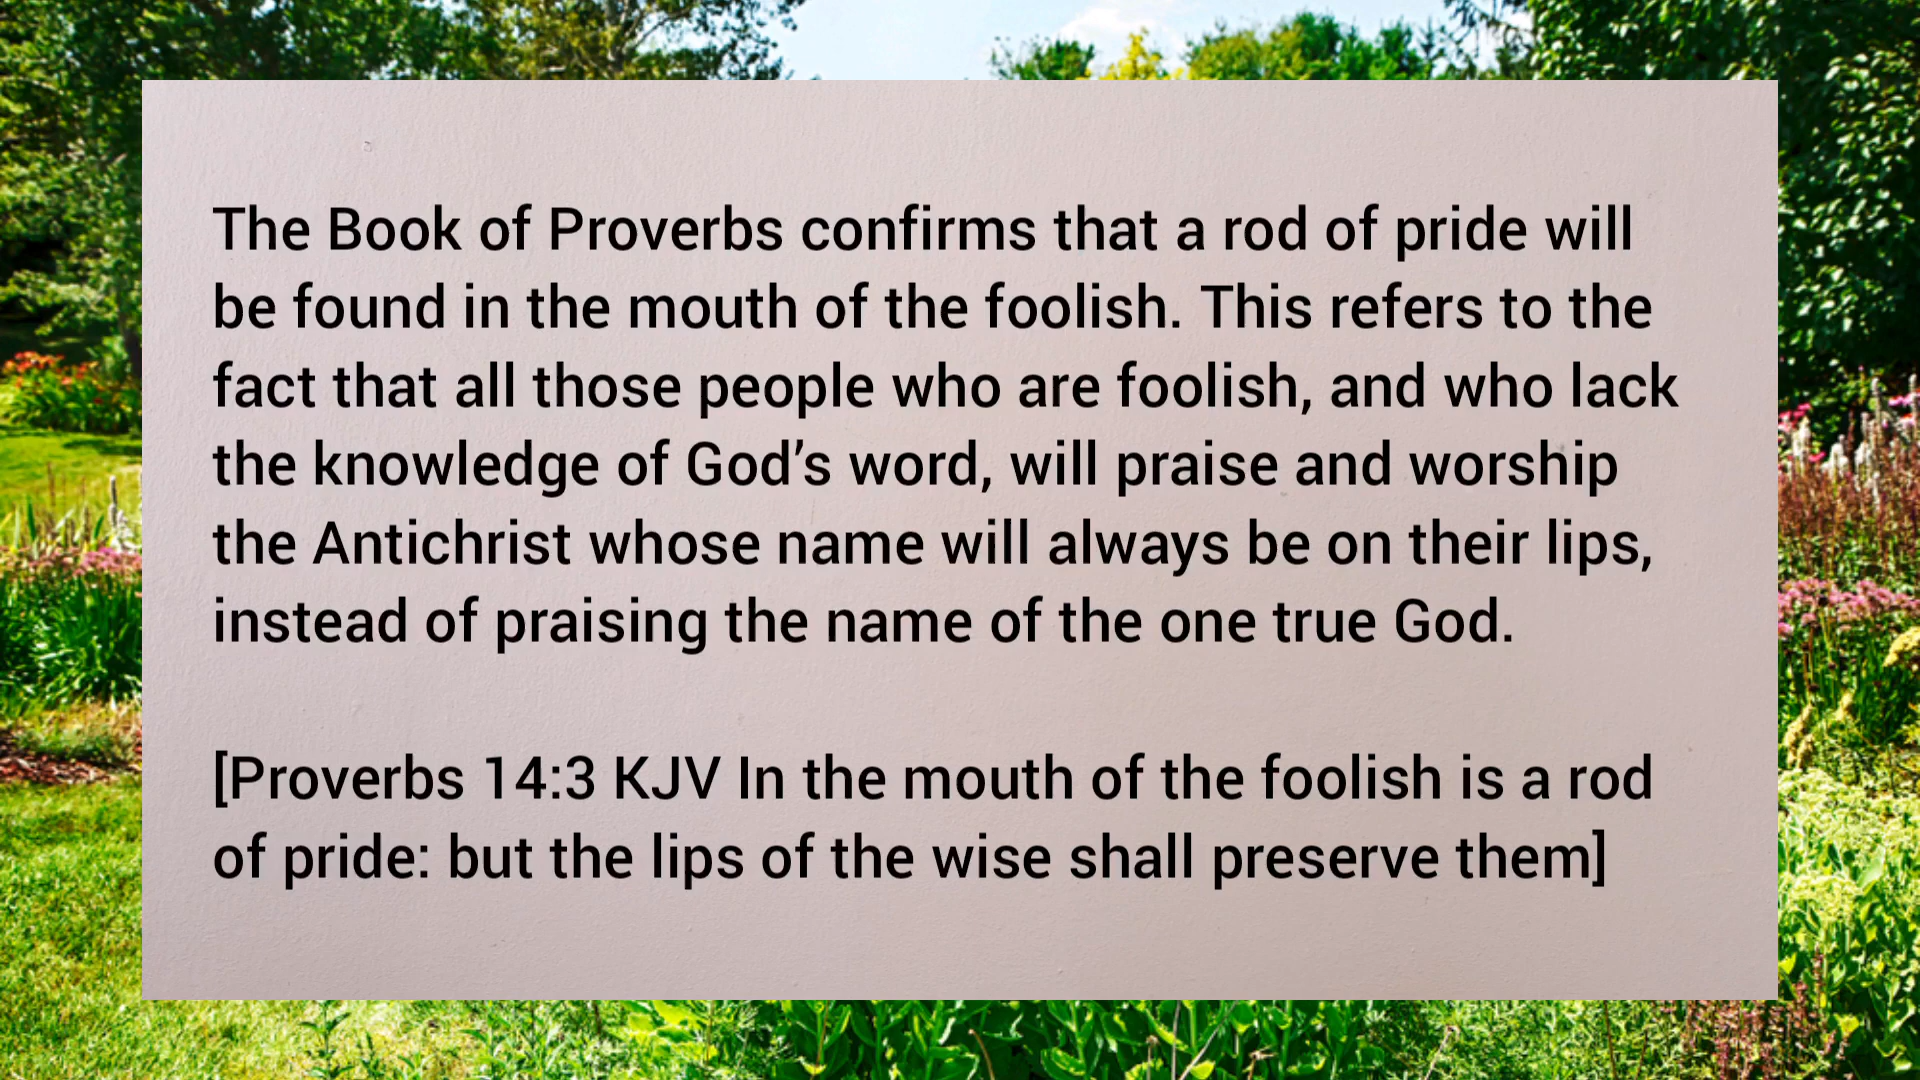 The Book of Proverbs confirms that a rod of pride will
be found in the mouth of the foolish. This refers to the
fact that all those people who are foolish, and who lack
the knowledge of God’s word, will praise and worship
the Antichrist whose name will always be on their lips,
instead of praising the name of the one true God.
[Proverbs 14:3 KJV In the mouth of the foolish is a rod
of pride: but the lips of the wise shall preserve them]